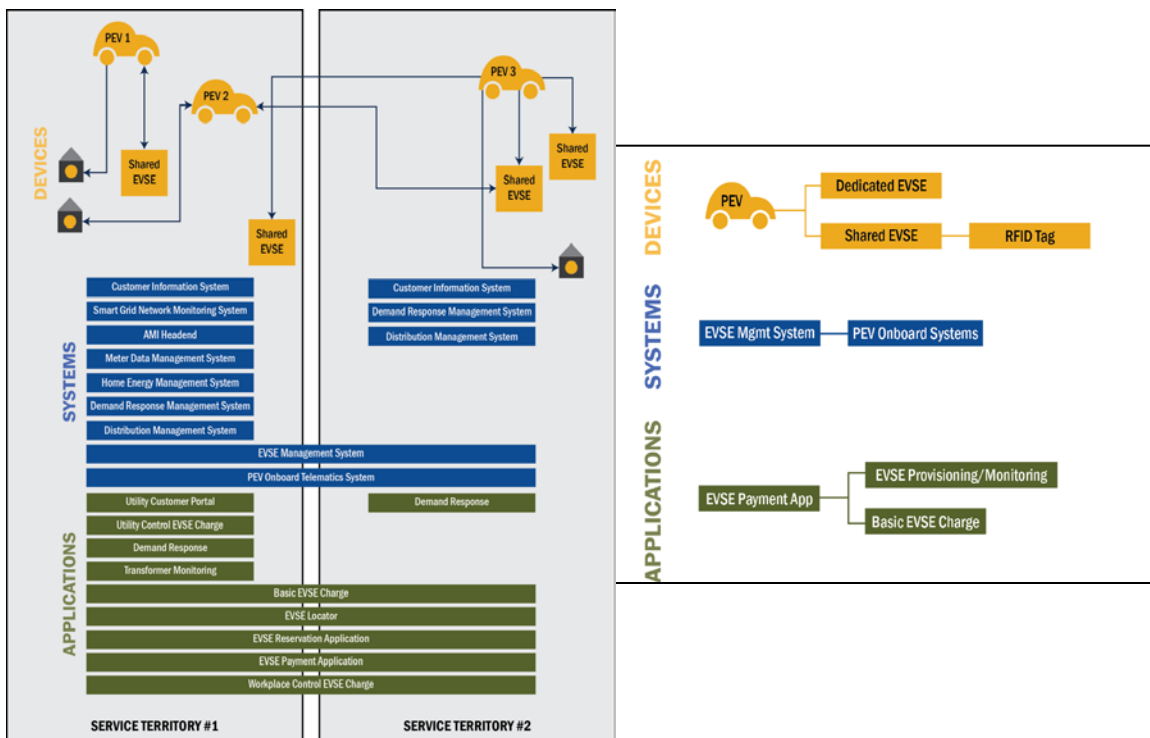 PEV 1
PEV 2
PEV 3
DEVICES
Shared
EVSE
Shared
EVSE
Shared
EVSE
Shared
EVSE
SYSTEMS
Customer Information System
Smart Grid Network Monitoring System
AMI Headend
Meter Data Management System
Home Energy Management System
Demand Response Management System
Distribution Management System
Customer Information System
Demand Response Management System
Distribution Management System
EVSE Management System
PEV Onboard Telematics System
APPLICATIONS
Utility Customer Portal
Utility Control EVSE Charge
Demand Response
Transformer Monitoring
Demand Response
Basic EVSE Charge
EVSE Locator
EVSE Reservation Application
EVSE Payment Application
Workplace Control EVSE Charge
SERVICE TERRITORY #1
SERVICE TERRITORY #2
DEVICES
PEV
Dedicated EVSE
Shared EVSE
RFID Tag
SYSTEMS
EVSE Mgmt System
PEV Onboard Systems
APPLICATIONS
EVSE Payment App
EVSE Provisioning/Monitoring
Basic EVSE Charge